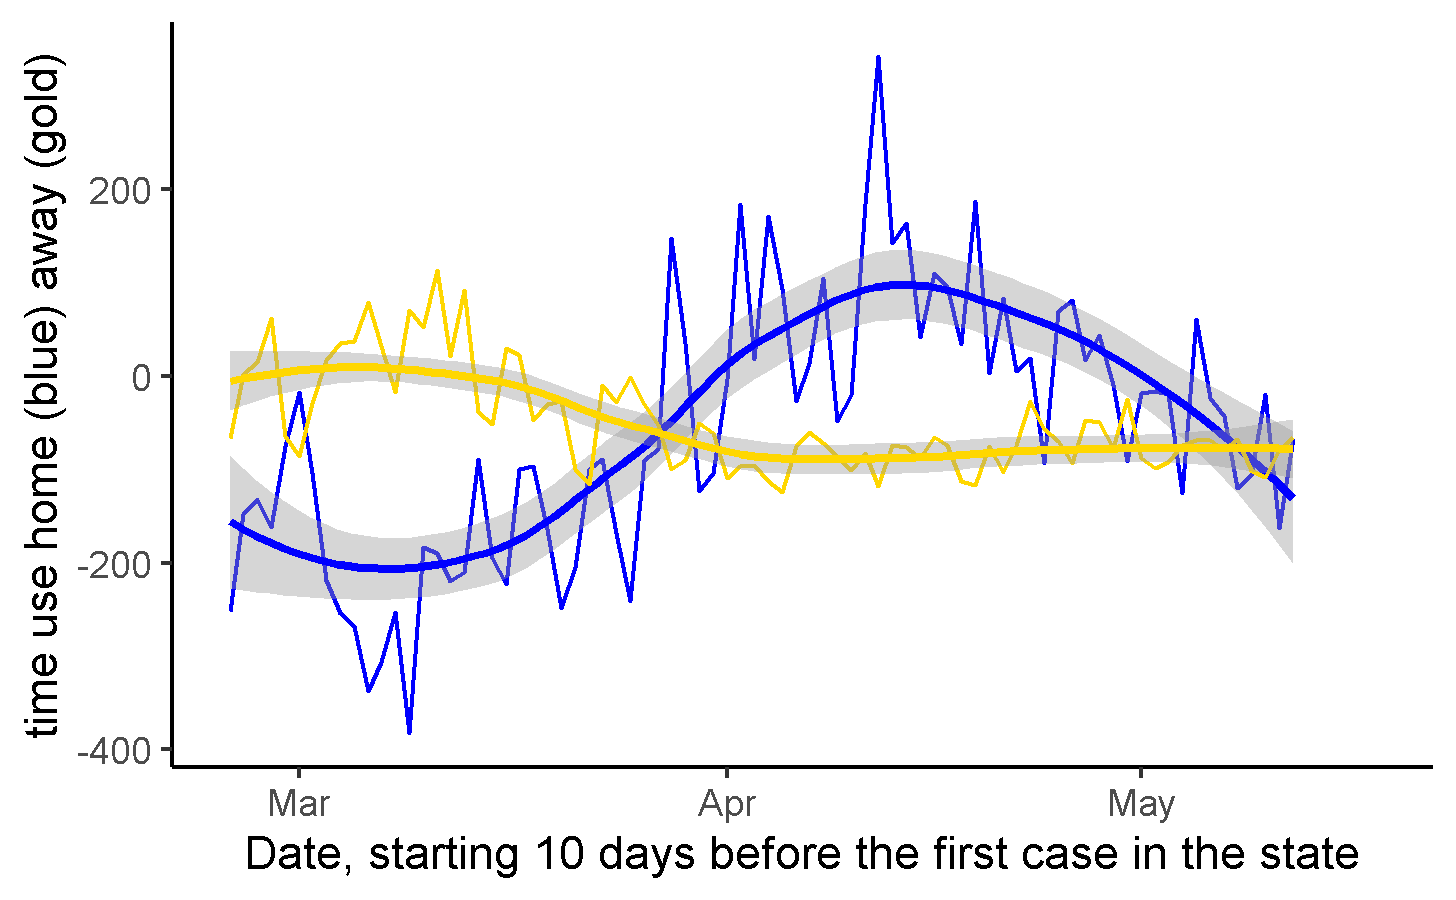 time use home (blue) away (gold)
200
0
-200
-400
Mar Apr May
Date, starting 10 days before the first case in the state